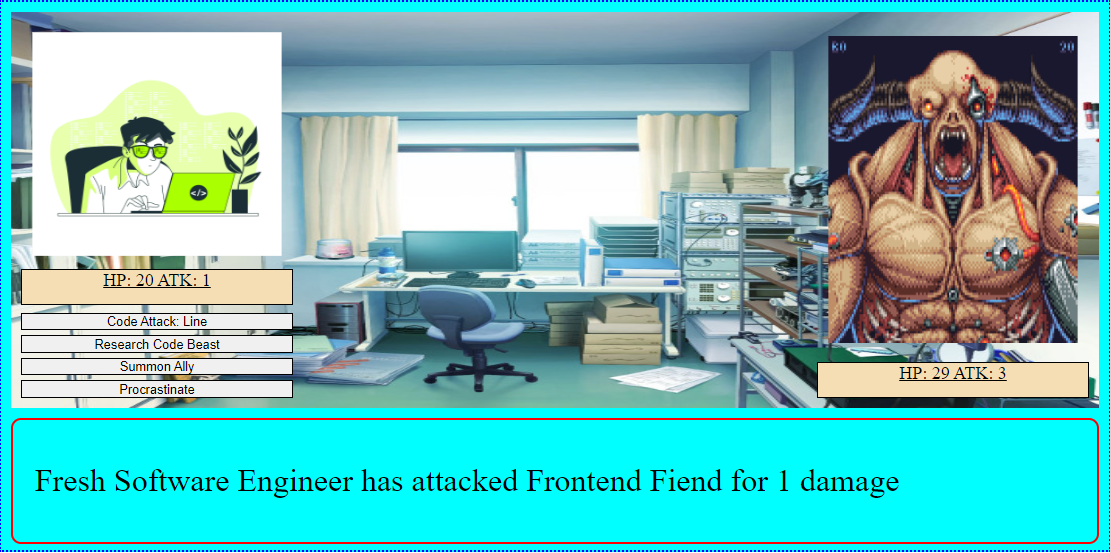 </>
HP: 20 ATK: 1
Code Attack: Line
Research Code Beast
Summon Ally
Procrastinate
20
HP: 29 ATK: 3
Fresh Software Engineer has attacked Frontend Fiend for 1 damage